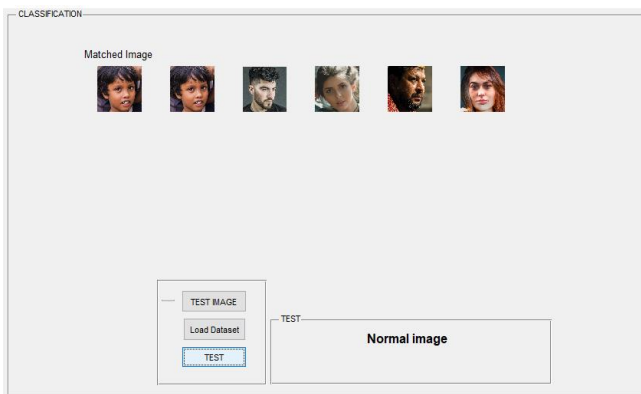 CLASSIFICATION
Matched Image
TEST IMAGE
Load Dataset
TEST
TEST
Normal image